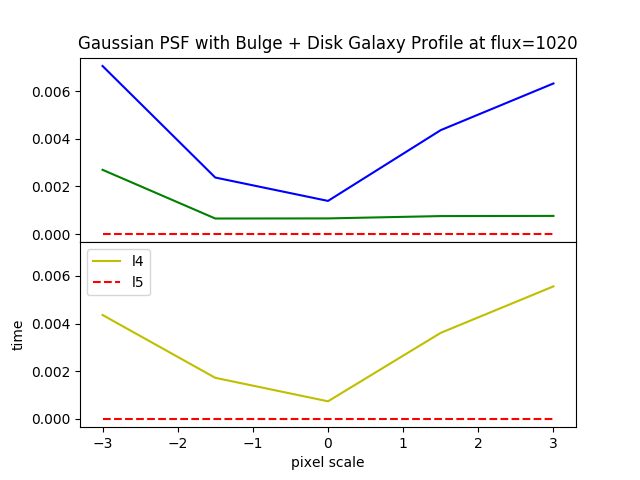 Gaussian PSF with Bulge + Disk Galaxy Profile at flux=1020
0.006
0.004
0.002
0.000
l4
l5
0.006
0.004
0.002
0.000
time
−3 −2 −1 0 1 2 3
pixel scale